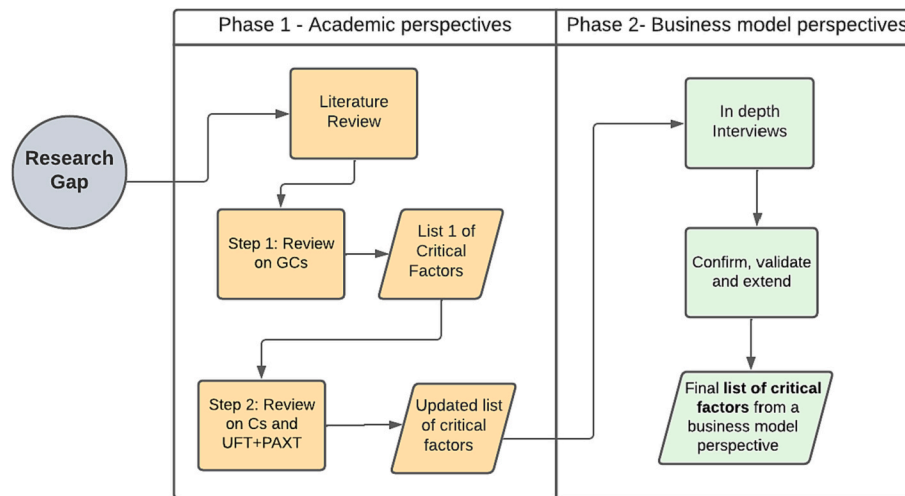 Phase 1 - Academic perspectives
Phase 2- Business model perspectives
Research
Gap
Literature
Review
Step 1: Review
on GCs
List 1 of
Critical
Factors
Step 2: Review
on Cs and
UFT+PAXT
Updated list
of critical
factors
In depth
Interviews
Confirm, validate
and extend
Final list of critical
factors from a
business model
perspective